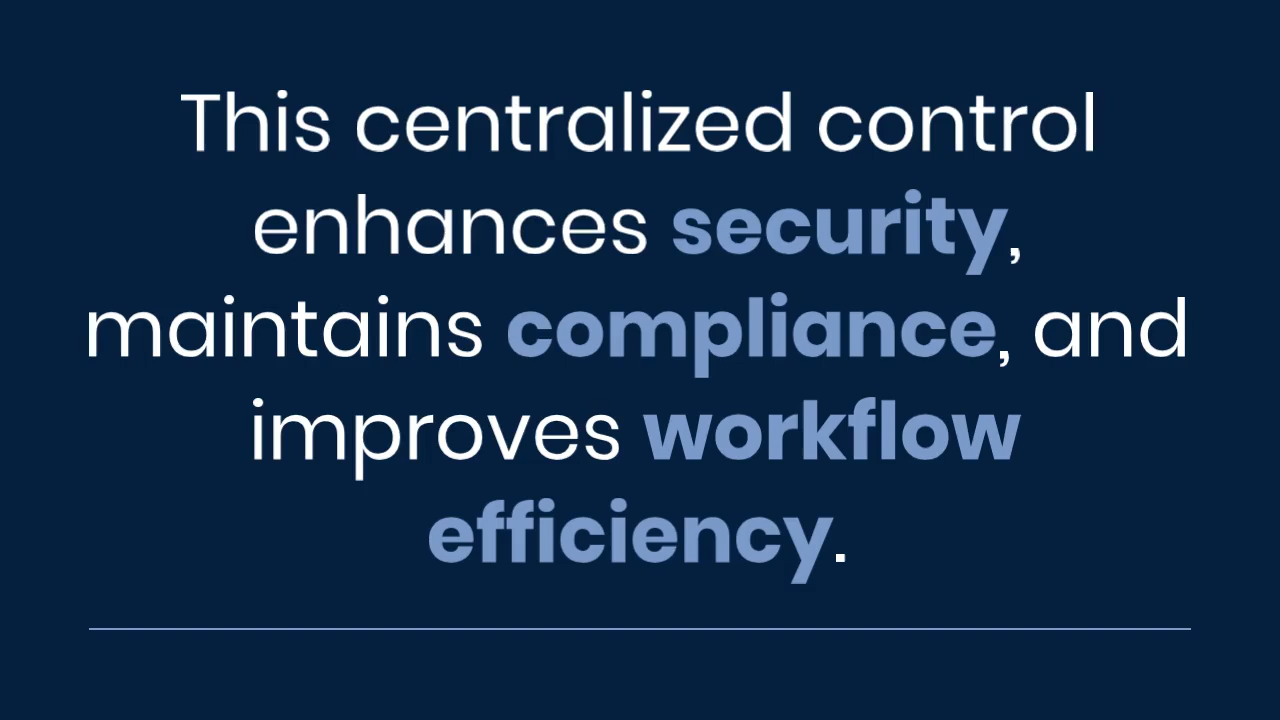 This centralized control
enhances security,
maintains compliance, and
improves workflow
efficiency.